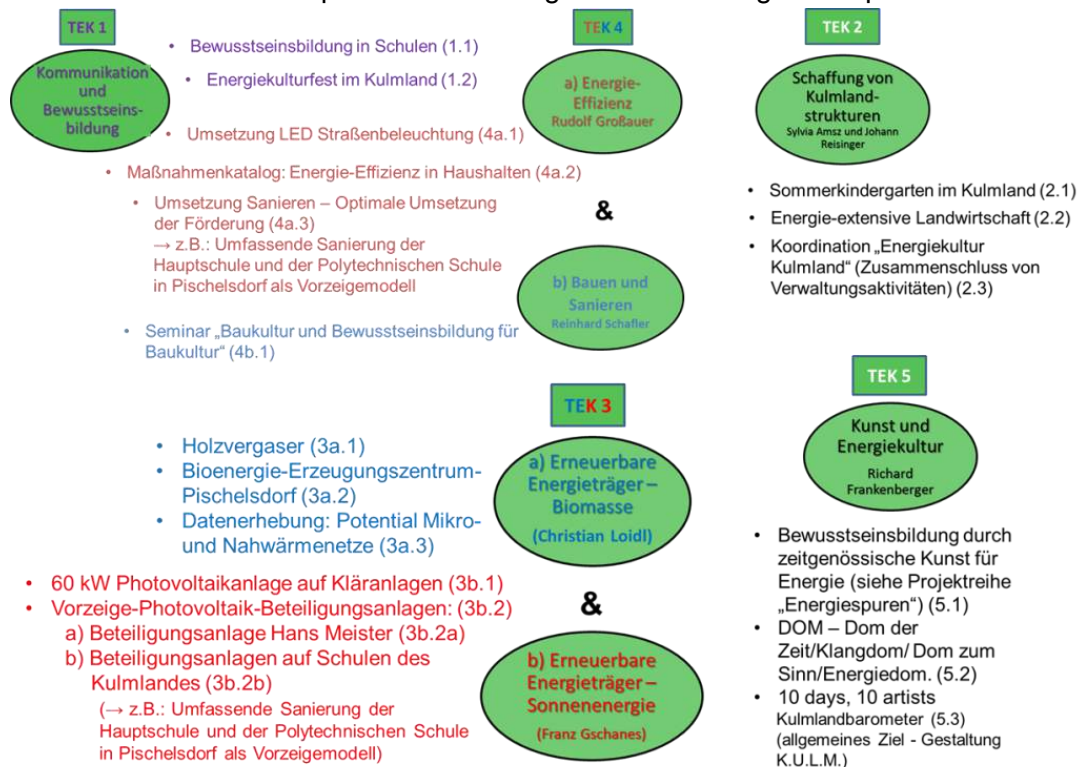 TEK 1
Kommunikation
und
Bewusstseins-
bildung
• Bewusstseinsbildung in Schulen (1.1)
• Energiekulturfest im Kulmland (1.2)
TEK 4
a) Energie-
Effizienz
Rudolf Großauer
• Umsetzung LED Straßenbeleuchtung (4a.1)
• Maßnahmenkatalog: Energie-Effizienz in Haushalten (4a.2)
• Umsetzung Sanieren – Optimale Umsetzung
der Förderung (4a.3)
→ z.B.: Umfassende Sanierung der
Hauptschule und der Polytechnischen Schule
in Pischelsdorf als Vorzeigemodell
&
b) Bauen und
Sanieren
Reinhard Schafler
• Seminar „Baukultur und Bewusstseinsbildung für
Baukultur“ (4b.1)
TEK 2
Schaffung von
Kulmland-
strukturen
Sylvia Amsz und Johann
Reisinger
• Sommerkindergarten im Kulmland (2.1)
• Energie-extensive Landwirtschaft (2.2)
• Koordination „Energiekultur
Kulmland“ (Zusammenschluss von
Verwaltungsaktivitäten) (2.3)
TEK 3
a) Erneuerbare
Energieträger –
Biomasse
(Christian Loidl)
• Holzvergaser (3a.1)
• Bioenergie-Erzeugungszentrum-
Pischelsdorf (3a.2)
• Datenerhebung: Potential Mikro-
und Nahwärmenetze (3a.3)
&
• 60 kW Photovoltaikanlage auf Kläranlagen (3b.1)
• Vorzeige-Photovoltaik-Beteiligungsanlagen: (3b.2)
a) Beteiligungsanlage Hans Meister (3b.2a)
b) Beteiligungsanlagen auf Schulen des
Kulmlandes (3b.2b)
(→ z.B.: Umfassende Sanierung der
Hauptschule und der Polytechnischen Schule
in Pischelsdorf als Vorzeigemodell)
b) Erneuerbare
Energieträger –
Sonnenenergie
(Franz Gschanes)
TEK 5
Kunst und
Energiekultur
Richard
Frankenberger
• Bewusstseinsbildung durch
zeitgenössische Kunst für
Energie (siehe Projektreihe
„Energiespuren“) (5.1)
• DOM – Dom der
Zeit/Klangdom/ Dom zum
Sinn/Energiedom. (5.2)
• 10 days, 10 artists
Kulmlandbarometer (5.3)
(allgemeines Ziel - Gestaltung
K.U.L.M.)